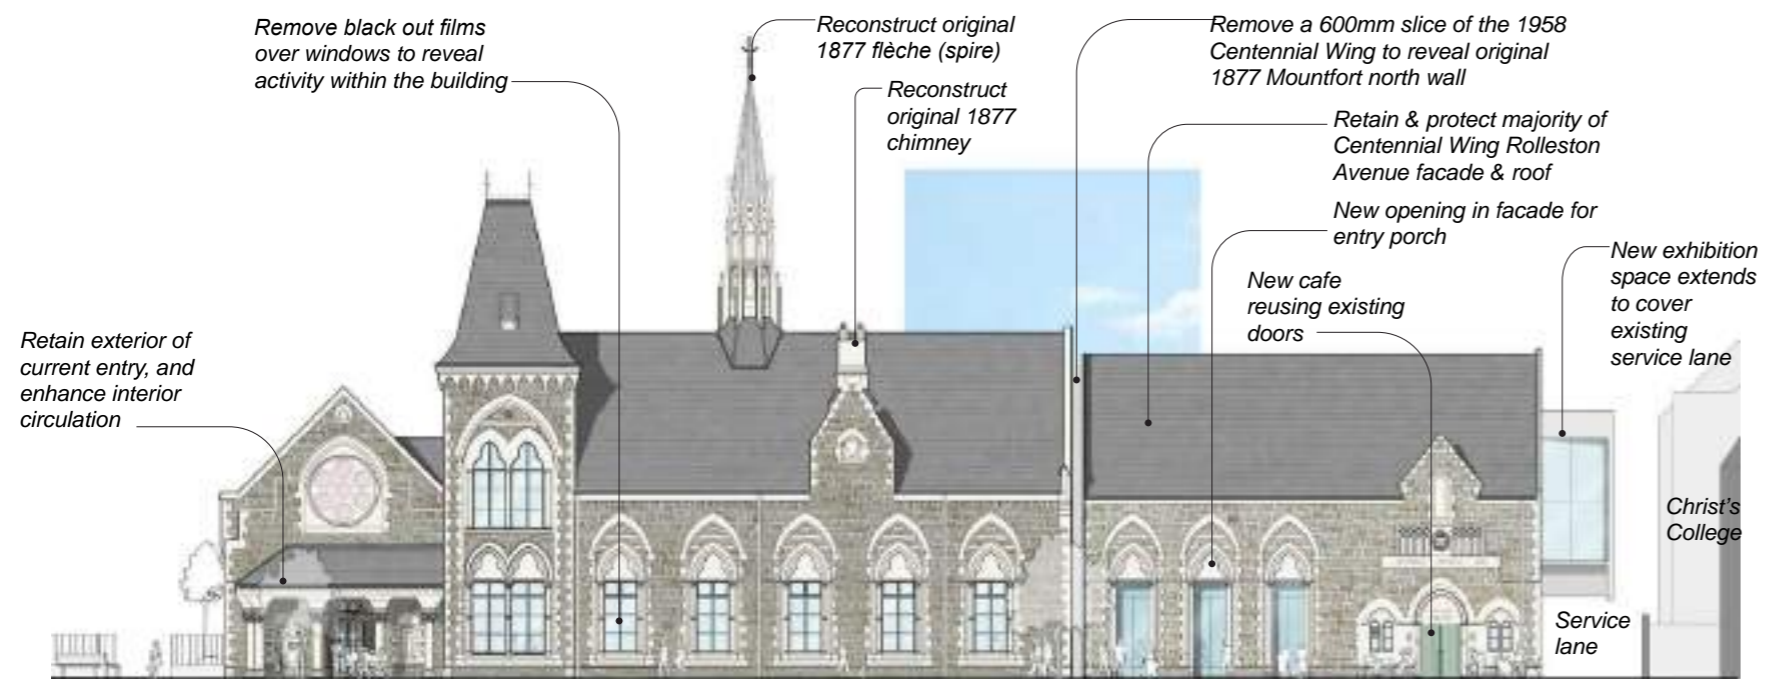 Remove black out films
over windows to reveal
activity within the building
Reconstruct original
1877 flèche (spire)
Reconstruct
original 1877
chimney
Remove a 600mm slice of the 1958
Centennial Wing to reveal original
1877 Mountfort north wall
Retain & protect majority of
Centennial Wing Rolleston
Avenue facade & roof
New opening in facade for
entry porch
New cafe
reusing existing
doors
New exhibition
space extends
to cover
existing
service lane
Retain exterior of
current entry, and
enhance interior
circulation
Christ's
College
Service
lane